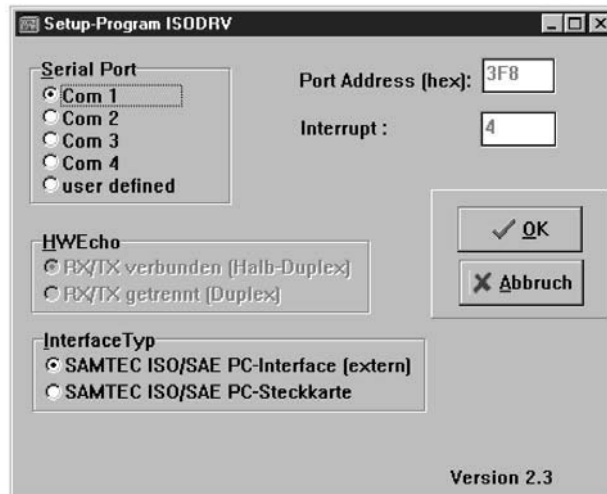 Setup-Program ISODRV
Serial Port
Com 1
Com 2
Com 3
Com 4
user defined
Port Address (hex): 3F8
Interrupt : 4
HWEcho
RX/TX verbunden (Halb-Duplex)
RX/TX getrennt (Duplex)
OK
Abbruch
InterfaceTyp
SAMTEC ISO/SAE PC-Interface (extern)
SAMTEC ISO/SAE PC-Steckkarte
Version 2.3